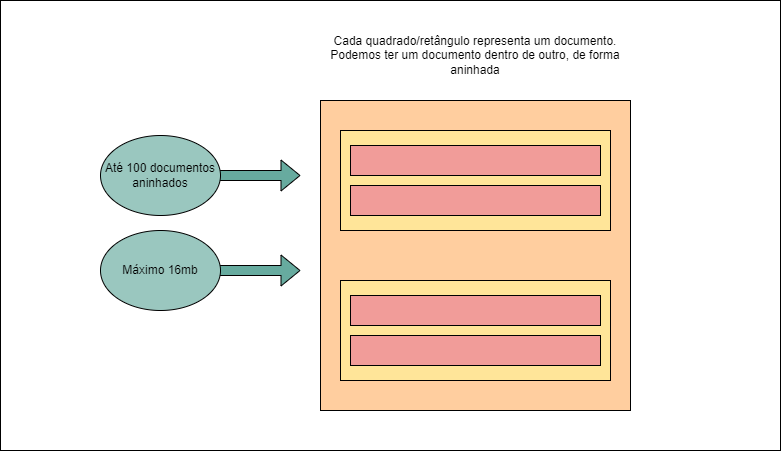 Cada quadrado/retângulo representa um documento.
Podemos ter um documento dentro de outro, de forma
aninhada
Até 100 documentos
aninhados
Máximo 16mb